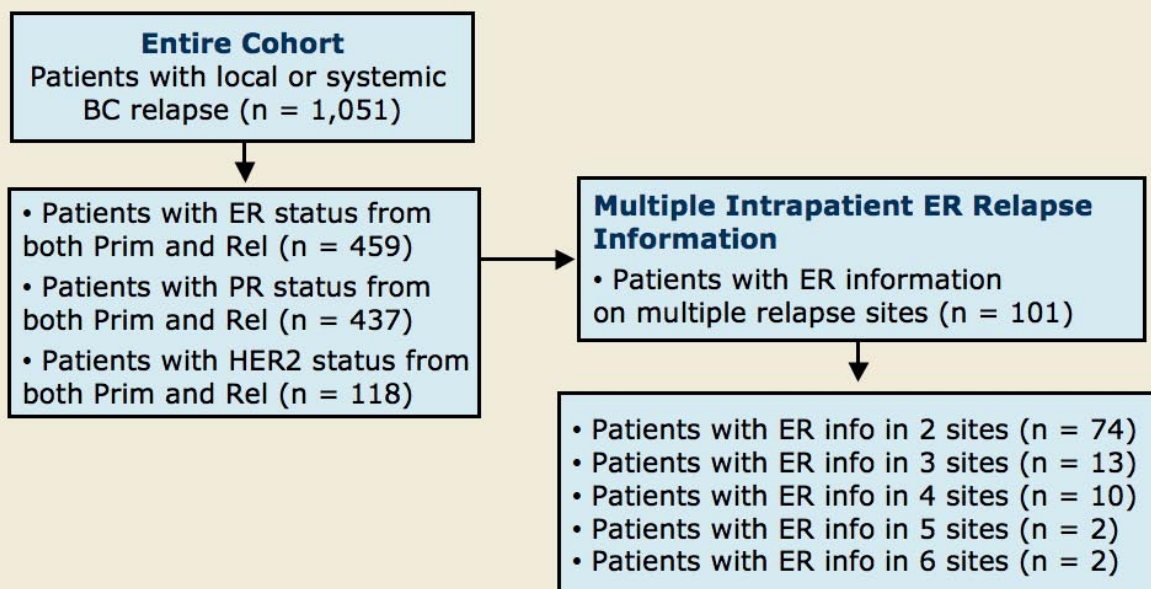 Entire Cohort
Patients with local or systemic
BC relapse (n = 1,051)
• Patients with ER status from
both Prim and Rel (n = 459)
• Patients with PR status from
both Prim and Rel (n = 437)
• Patients with HER2 status from
both Prim and Rel (n = 118)
Multiple Intrapatient ER Relapse
Information
• Patients with ER information
on multiple relapse sites (n = 101)
• Patients with ER info in 2 sites (n = 74)
• Patients with ER info in 3 sites (n = 13)
• Patients with ER info in 4 sites (n = 10)
• Patients with ER info in 5 sites (n = 2)
• Patients with ER info in 6 sites (n = 2)